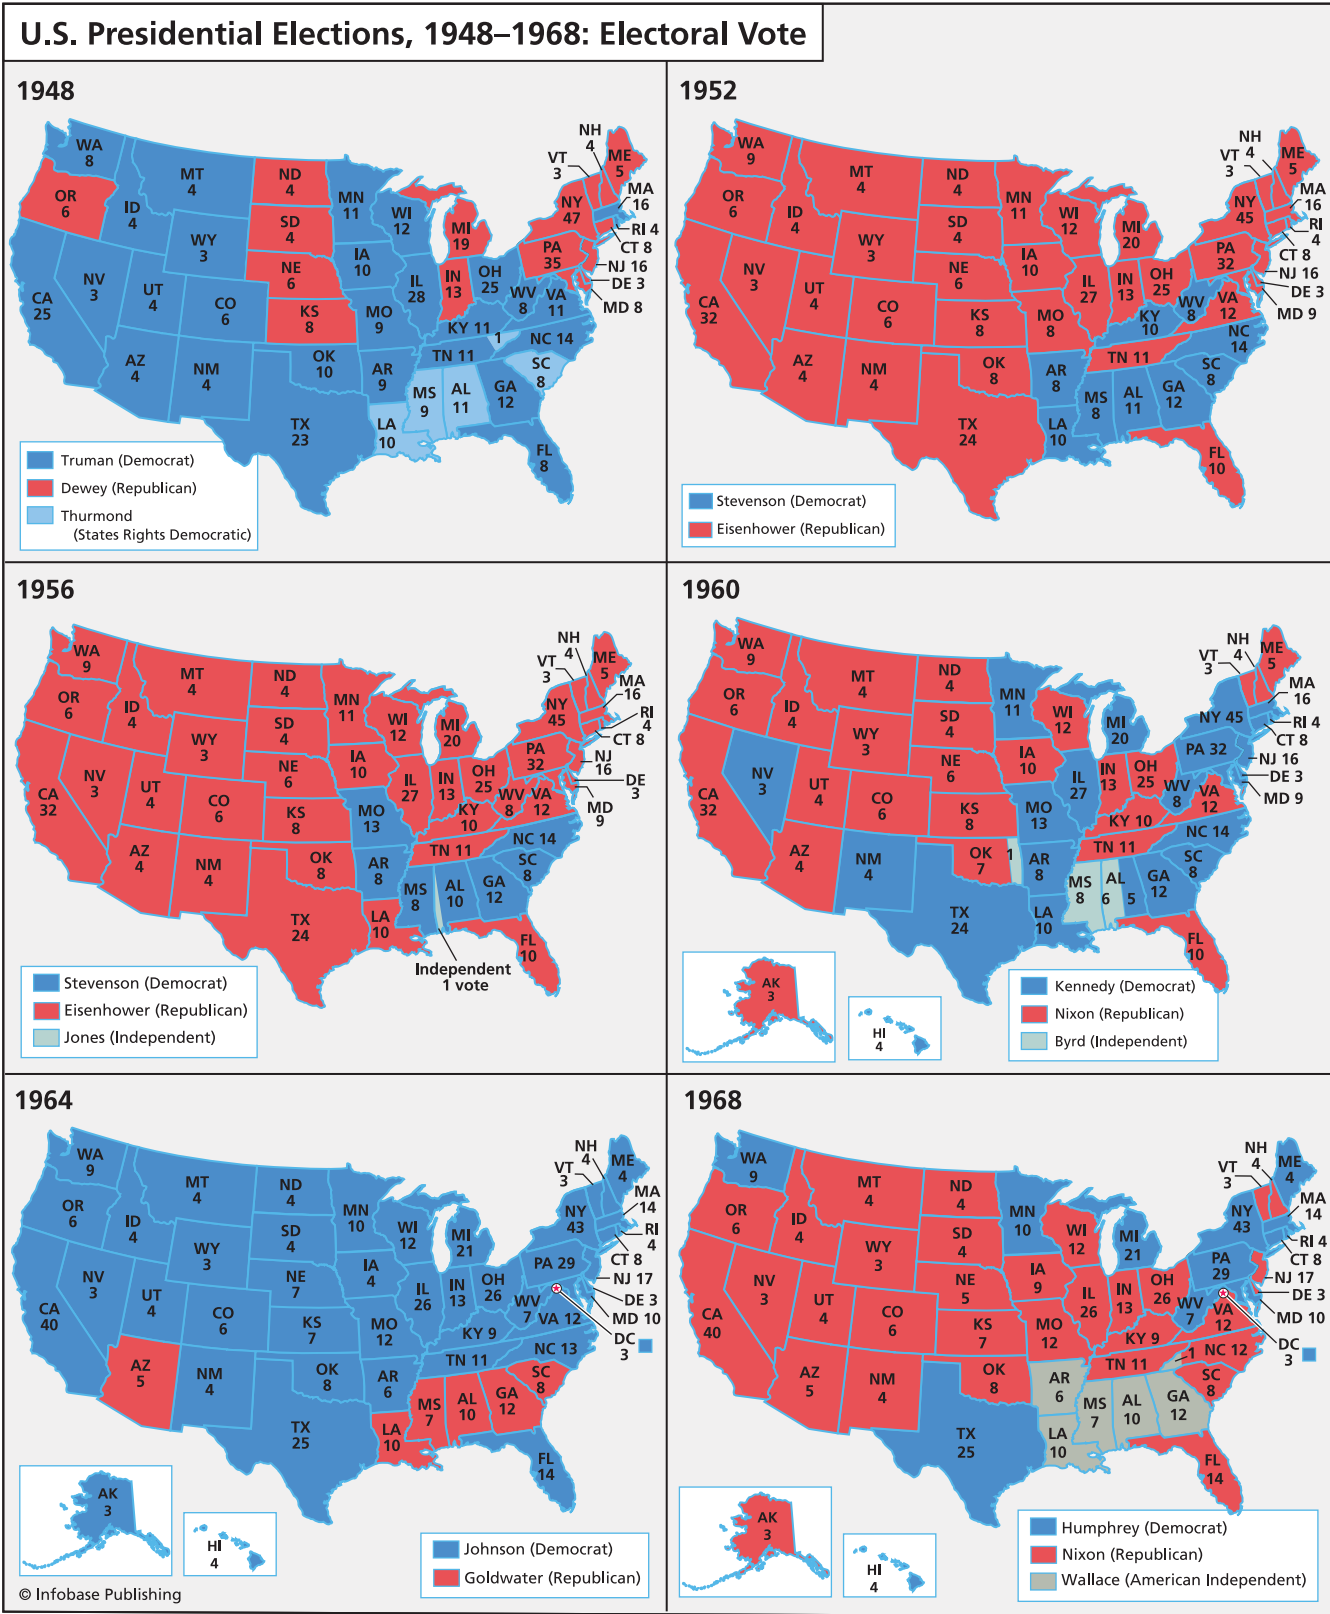 U.S. Presidential Elections, 1948–1968: Electoral Vote
1948
WA
8
OR
6
CA
25
ID
4
NV
3
MT
4
WY
3
UT
4
CO
6
AZ
4
NM
4
ND
4
SD
4
NE
6
KS
8
OK
10
TX
23
MN
11
IA
10
MO
9
AR
9
LA
10
WI
12
IL
28
MI
19
IN
13
OH
25
KY 11
1
TN 11
MS
9
AL
11
GA
12
FL
8
SC
8
NC 14
VA
11
WV
8
PA
35
NY
47
VT
3
NH
4
ME
5
MA
16
RI 4
CT 8
NJ 16
DE 3
MD 8
Truman (Democrat)
Dewey (Republican)
Thurmond
(States Rights Democratic)
1952
WA
9
OR
6
CA
32
ID
4
NV
3
MT
4
WY
3
UT
4
CO
6
AZ
4
NM
4
ND
4
SD
4
NE
6
KS
8
OK
8
TX
24
MN
11
IA
10
MO
8
AR
8
LA
10
WI
12
IL
27
MI
20
IN
13
OH
25
KY
10
TN 11
MS
8
AL
11
GA
12
FL
10
SC
8
NC
14
VA
12
WV
8
PA
32
NY
45
VT
3
NH
4
ME
5
MA
16
RI
4
CT 8
NJ 16
DE 3
MD 9
Stevenson (Democrat)
Eisenhower (Republican)
1956
WA
9
OR
6
CA
32
ID
4
NV
3
MT
4
WY
3
UT
4
CO
6
AZ
4
NM
4
ND
4
SD
4
NE
6
KS
8
OK
8
TX
24
MN
11
IA
10
MO
13
AR
8
LA
10
WI
12
IL
27
MI
20
IN
13
OH
25
KY
10
TN 11
MS
8
AL
10
GA
12
FL
10
SC
8
NC 14
VA
12
WV
8
PA
32
NY
45
VT
3
NH
4
ME
5
MA
16
RI
4
CT 8
NJ
16
DE
3
MD
9
Independent
1 vote
Stevenson (Democrat)
Eisenhower (Republican)
Jones (Independent)
1960
WA
9
OR
6
CA
32
ID
4
NV
3
MT
4
WY
3
UT
4
CO
6
AZ
4
NM
4
ND
4
SD
4
NE
6
KS
8
OK
7
1
TX
24
MN
11
IA
10
MO
13
AR
8
LA
10
WI
12
IL
27
MI
20
IN
13
OH
25
KY 10
TN 11
MS
8
AL
6
5
GA
12
FL
10
SC
8
NC 14
VA
12
WV
8
PA 32
NY 45
VT
3
NH
4
ME
5
MA
16
RI 4
CT 8
NJ 16
DE 3
MD 9
AK
3
HI
4
Kennedy (Democrat)
Nixon (Republican)
Byrd (Independent)
1964
WA
9
OR
6
CA
40
ID
4
NV
3
MT
4
WY
3
UT
4
CO
6
AZ
5
NM
4
ND
4
SD
4
NE
7
KS
7
OK
8
TX
25
MN
10
IA
4
MO
12
AR
6
LA
10
WI
12
IL
26
MI
21
IN
13
OH
26
KY 9
TN 11
MS
7
AL
10
GA
12
FL
14
SC
8
NC 13
VA 12
WV
7
PA 29
NY
43
VT
3
NH
4
ME
4
MA
14
RI
4
CT 8
NJ 17
DE 3
MD 10
DC
3
AK
3
HI
4
Johnson (Democrat)
Goldwater (Republican)
© Infobase Publishing
1968
WA
9
OR
6
CA
40
ID
4
NV
3
MT
4
WY
3
UT
4
CO
6
AZ
5
NM
4
ND
4
SD
4
NE
5
KS
7
OK
8
TX
25
MN
10
IA
9
MO
12
AR
6
LA
10
WI
12
IL
26
MI
21
IN
13
OH
26
KY 9
TN 11
1
MS
7
AL
10
GA
12
FL
14
SC
8
NC 12
VA
12
WV
7
PA
29
NY
43
VT
3
NH
4
ME
4
MA
14
RI 4
CT 8
NJ 17
DE 3
MD 10
DC
3
AK
3
HI
4
Humphrey (Democrat)
Nixon (Republican)
Wallace (American Independent)